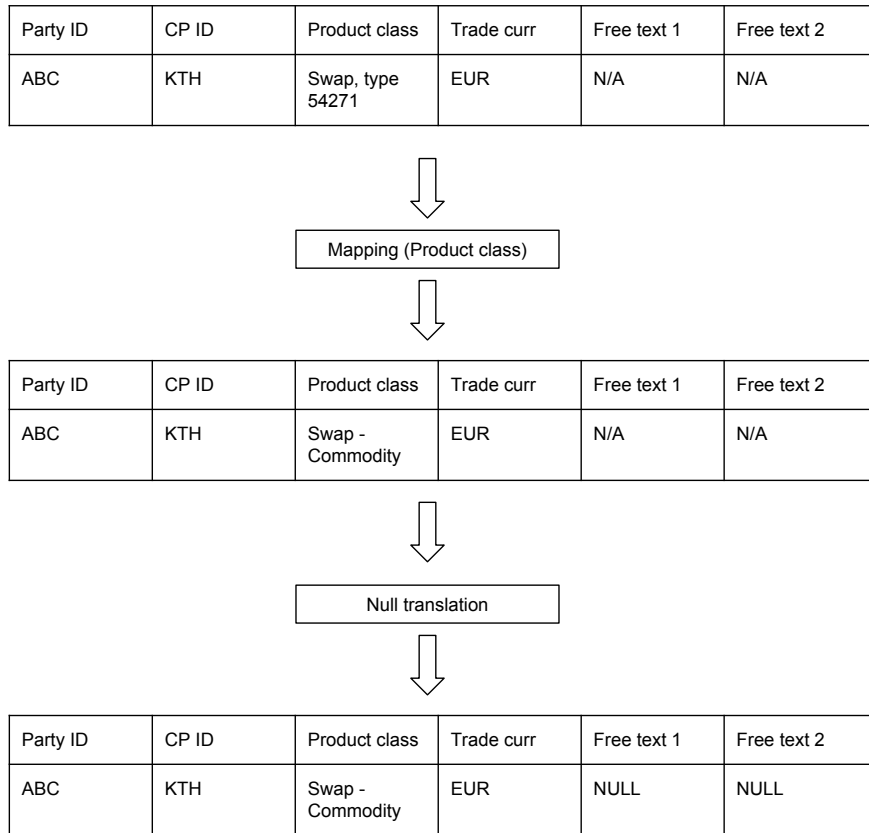 Party ID CP ID Product class Trade curr Free text 1 Free text 2
ABC KTH Swap, type EUR N/A N/A
54271
Mapping (Product class)
Party ID CP ID Product class Trade curr Free text 1 Free text 2
ABC KTH Swap - EUR N/A N/A
Commodity
Null translation
Party ID CP ID Product class Trade curr Free text 1 Free text 2
ABC KTH Swap - EUR NULL NULL
Commodity